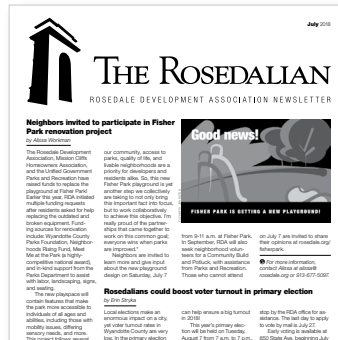 July 2018
THE ROSEDALIAN
ROSEDALE DEVELOPMENT ASSOCIATION NEWSLETTER
Neighbors invited to participate in Fisher
Park renovation project
by Alissa Workman
The Rosedale Development
Association, Mission Cliffs
Homeowners Association,
and the Unified Government
Parks and Recreation have
raised funds to replace the
playground at Fisher Park!
Earlier this year, RDA initiated
multiple funding requests
after residents asked for help
replacing the outdated and
broken equipment. Fund-
ing sources for renovation
include: Wyandotte County
Parks Foundation, Neighbor-
hoods Rising Fund, Meet
Me at the Park (a highly-
competitive national award),
and in-kind support from the
Parks Department to assist
with labor, landscaping, signs,
and seating.
The new playspace will
contain features that make
the park more accessible to
individuals of all ages and
abilities, including those with
mobility issues, differing
sensory needs, and more.
This project follows several
our community, access to
parks, quality of life, and
livable neighborhoods are a
priority for developers and
residents alike. So, this new
Fisher Park playground is yet
another step we collectively
are taking to not only bring
this important fact into focus,
but to work collaboratively
to achieve this objective. I'm
really proud of the partner-
ships that came together to
work on this common goal;
everyone wins when parks
are improved."
Neighbors are invited to
learn more and give input
about the new playground
design on Saturday, July 7
Good news!
FISHER PARK IS GETTING A NEW PLAYGROUND!
from 9-11 a.m. at Fisher Park.
In September, RDA will also
seek neighborhood volun-
teers for a Community Build
and Potluck, with assistance
from Parks and Recreation.
Those who cannot attend
on July 7 are invited to share
their opinions at rosedale.org/
fisherpark.
For more information,
contact Alissa at alissa@
rosedale.org or 913-677-5097.
Rosedalians could boost voter turnout in primary election
by Erin Stryka
Local elections make an
enormous impact on a city,
yet voter turnout rates in
Wyandotte County are very
low. In the primary election
can help ensure a big turnout
in 2018!
This year's primary elec-
tion will be held on Tuesday,
August 7 from 7 a.m. to 7 p.m.
stop by the RDA office for as-
sistance. The last day to apply
to vote by mail is July 27.
Early voting is available at
850 State Ave. beginning July